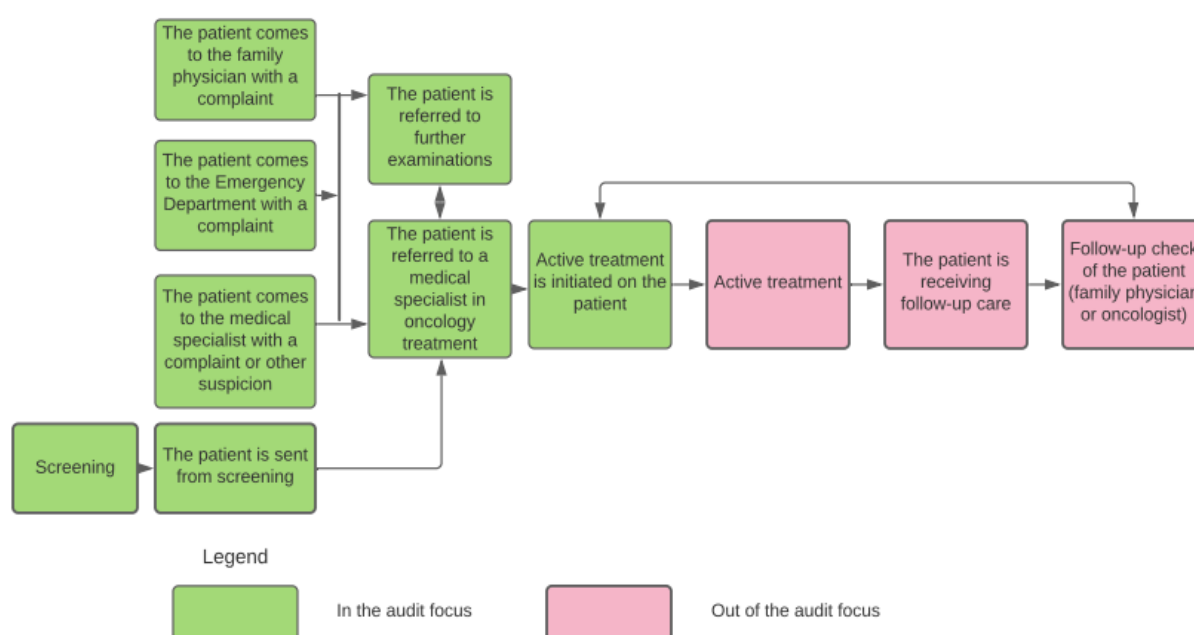 The patient comes
to the family
physician with a
complaint
The patient comes
to the Emergency
Department with a
complaint
The patient comes
to the medical
specialist with a
complaint or other
suspicion
Screening
The patient is sent
from screening
The patient is
referred to
further
examinations
The patient is
referred to a
medical
specialist in
oncology
treatment
Active treatment
is initiated on the
patient
Active treatment
The patient is
receiving
follow-up care
Follow-up check
of the patient
(family physician
or oncologist)
Legend
In the audit focus
Out of the audit focus